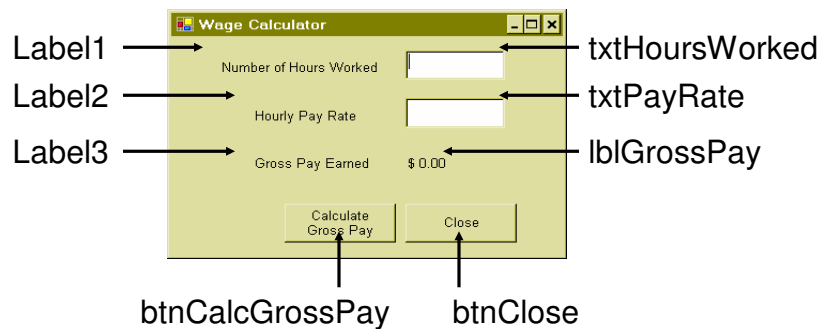 Wage Calculator
Label1
Number of Hours Worked
txtHoursWorked
Label2
Hourly Pay Rate
txtPayRate
Label3
Gross Pay Earned
$ 0.00
lblGrossPay
Calculate
Gross Pay
Close
btnCalcGrossPay
btnClose